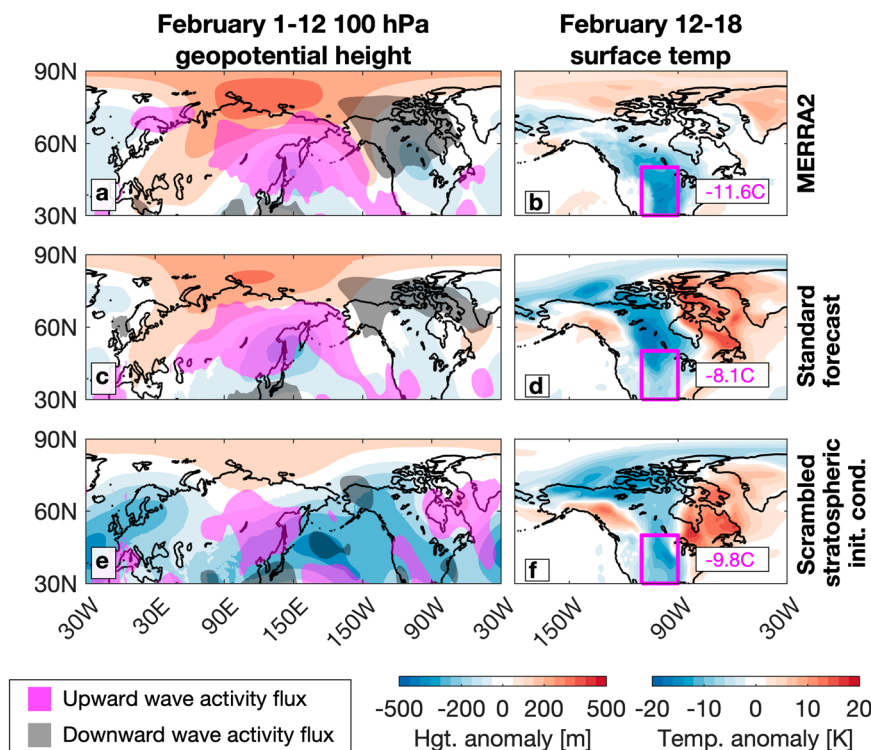 February 1-12 100 hPa
geopotential height
February 12-18
surface temp
90N
60N
30N
a
b
-11.6C
MERRA2
90N
60N
30N
c
d
-8.1C
Standard
forecast
90N
60N
30N
e
f
-9.8C
Scrambled
stratospheric
init. cond.
30W
30E
90E
150E
150W
90W
30W
150W
90W
30W
Upward wave activity flux
Downward wave activity flux
-500 -200 0 200 500
Hgt. anomaly [m]
-20 -10 0 10 20
Temp. anomaly [K]